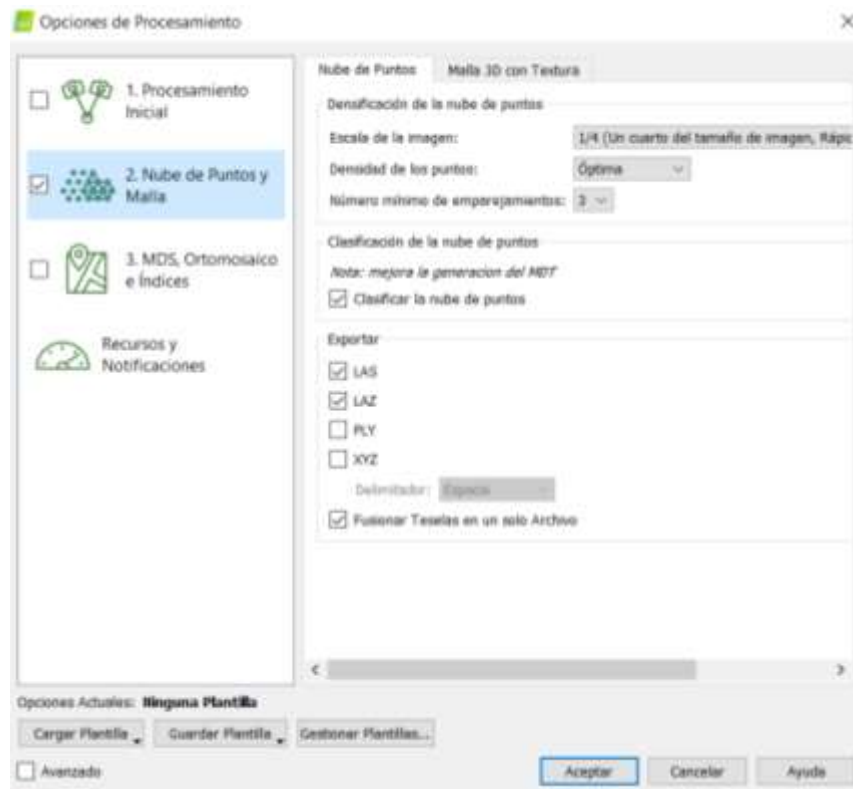 Opciones de Procesamiento
1. Procesamiento
Inicial
2. Nube de Puntos y
Malla
3. MDS, Ortomosaico
e Índices
Recursos y
Notificaciones
Nube de Puntos
Malla 3D con Textura
Densificación de la nube de puntos
Escala de la imagen: 1/4 (Un cuarto del tamaño de imagen, Rápic
Densidad de los puntos: Óptima
Número mínimo de emparejamientos: 3
Clasificación de la nube de puntos
Nota: mejora la generacion del MDT
Clasificar la nube de puntos
Exportar
LAS
LAZ
PLY
XYZ
Delimitador: Espacio
Fusionar Teselas en un solo Archivo
Opciones Actuales: Ninguna Plantilla
Cargar Plantilla
Guardar Plantilla
Gestionar Plantillas...
Avanzado
Aceptar
Cancelar
Ayuda